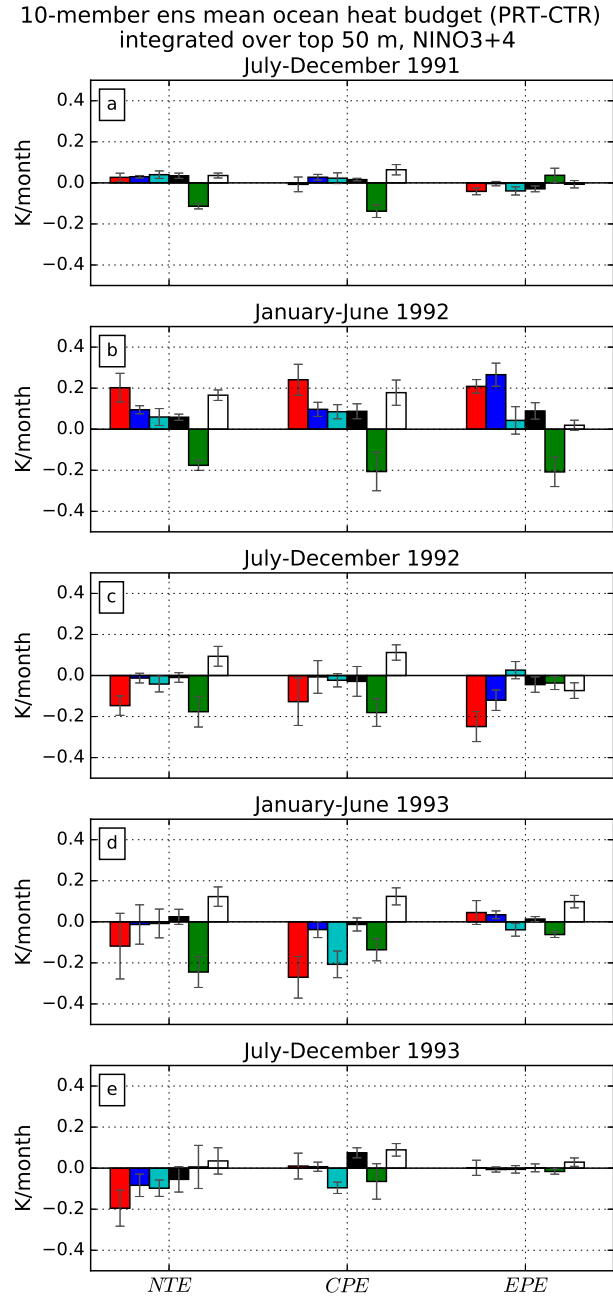 10-member ens mean ocean heat budget (PRT-CTR)
integrated over top 50 m, NINO3+4
July-December 1991
a
0.4
0.2
0.0
−0.2
−0.4
K/month
January-June 1992
b
0.4
0.2
0.0
−0.2
−0.4
K/month
July-December 1992
c
0.4
0.2
0.0
−0.2
−0.4
K/month
January-June 1993
d
0.4
0.2
0.0
−0.2
−0.4
K/month
July-December 1993
e
0.4
0.2
0.0
−0.2
−0.4
K/month
NTE CPE EPE